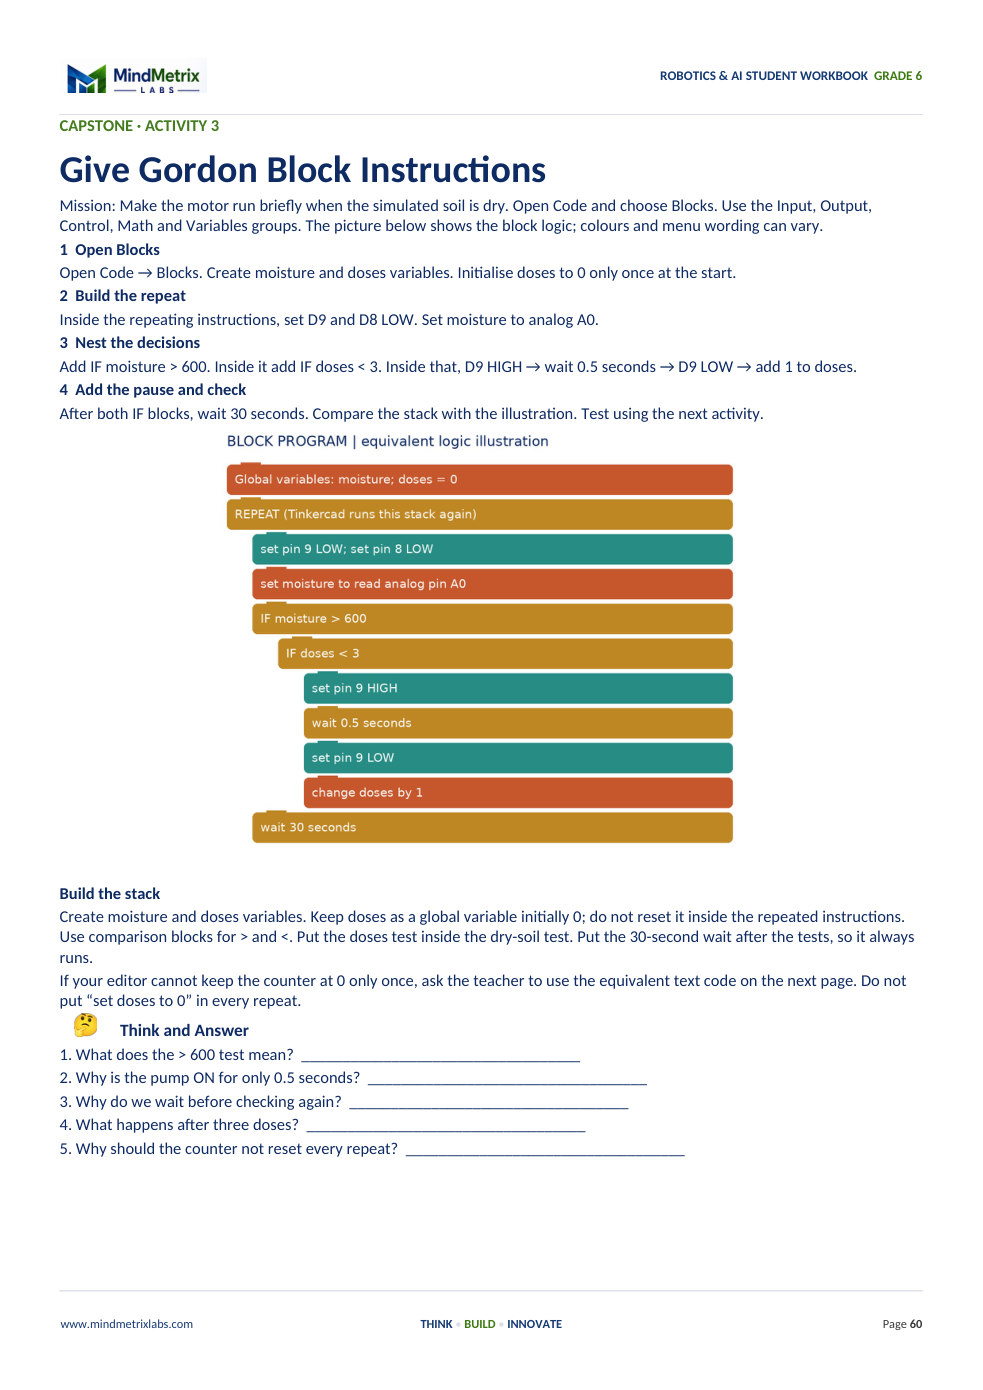 MindMetrix
LABS
ROBOTICS & AI STUDENT WORKBOOK GRADE 6
CAPSTONE · ACTIVITY 3
Give Gordon Block Instructions
Mission: Make the motor run briefly when the simulated soil is dry. Open Code and choose Blocks. Use the Input, Output,
Control, Math and Variables groups. The picture below shows the block logic; colours and menu wording can vary.
1 Open Blocks
Open Code → Blocks. Create moisture and doses variables. Initialise doses to 0 only once at the start.
2 Build the repeat
Inside the repeating instructions, set D9 and D8 LOW. Set moisture to analog A0.
3 Nest the decisions
Add IF moisture > 600. Inside it add IF doses < 3. Inside that, D9 HIGH → wait 0.5 seconds → D9 LOW → add 1 to doses.
4 Add the pause and check
After both IF blocks, wait 30 seconds. Compare the stack with the illustration. Test using the next activity.
BLOCK PROGRAM | equivalent logic illustration
Global variables: moisture; doses = 0
REPEAT (Tinkercad runs this stack again)
set pin 9 LOW; set pin 8 LOW
set moisture to read analog pin A0
IF moisture > 600
IF doses < 3
set pin 9 HIGH
wait 0.5 seconds
set pin 9 LOW
change doses by 1
wait 30 seconds
Build the stack
Create moisture and doses variables. Keep doses as a global variable initially 0; do not reset it inside the repeated instructions.
Use comparison blocks for > and <. Put the doses test inside the dry-soil test. Put the 30-second wait after the tests, so it always
runs.
If your editor cannot keep the counter at 0 only once, ask the teacher to use the equivalent text code on the next page. Do not
put “set doses to 0” in every repeat.
🤔 Think and Answer
1. What does the > 600 test mean? __________________________________
2. Why is the pump ON for only 0.5 seconds? __________________________________
3. Why do we wait before checking again? __________________________________
4. What happens after three doses? __________________________________
5. Why should the counter not reset every repeat? __________________________________
www.mindmetrixlabs.com
THINK • BUILD • INNOVATE
Page 60